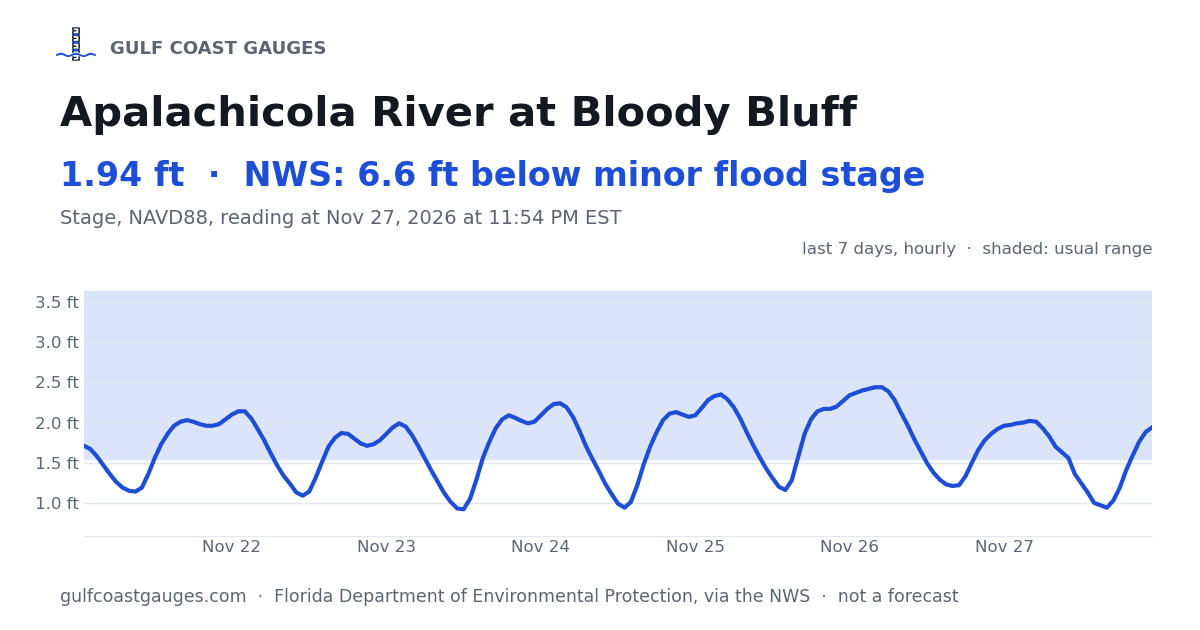 GULF COAST GAUGES
Apalachicola River at Bloody Bluff
1.94 ft · NWS: 6.6 ft below minor flood stage
Stage, NAVD88, reading at Nov 27, 2026 at 11:54 PM EST
last 7 days, hourly · shaded: usual range
3.5 ft
3.0 ft
2.5 ft
2.0 ft
1.5 ft
1.0 ft
Nov 22 Nov 23 Nov 24 Nov 25 Nov 26 Nov 27
gulfcoastgauges.com · Florida Department of Environmental Protection, via the NWS · not a forecast